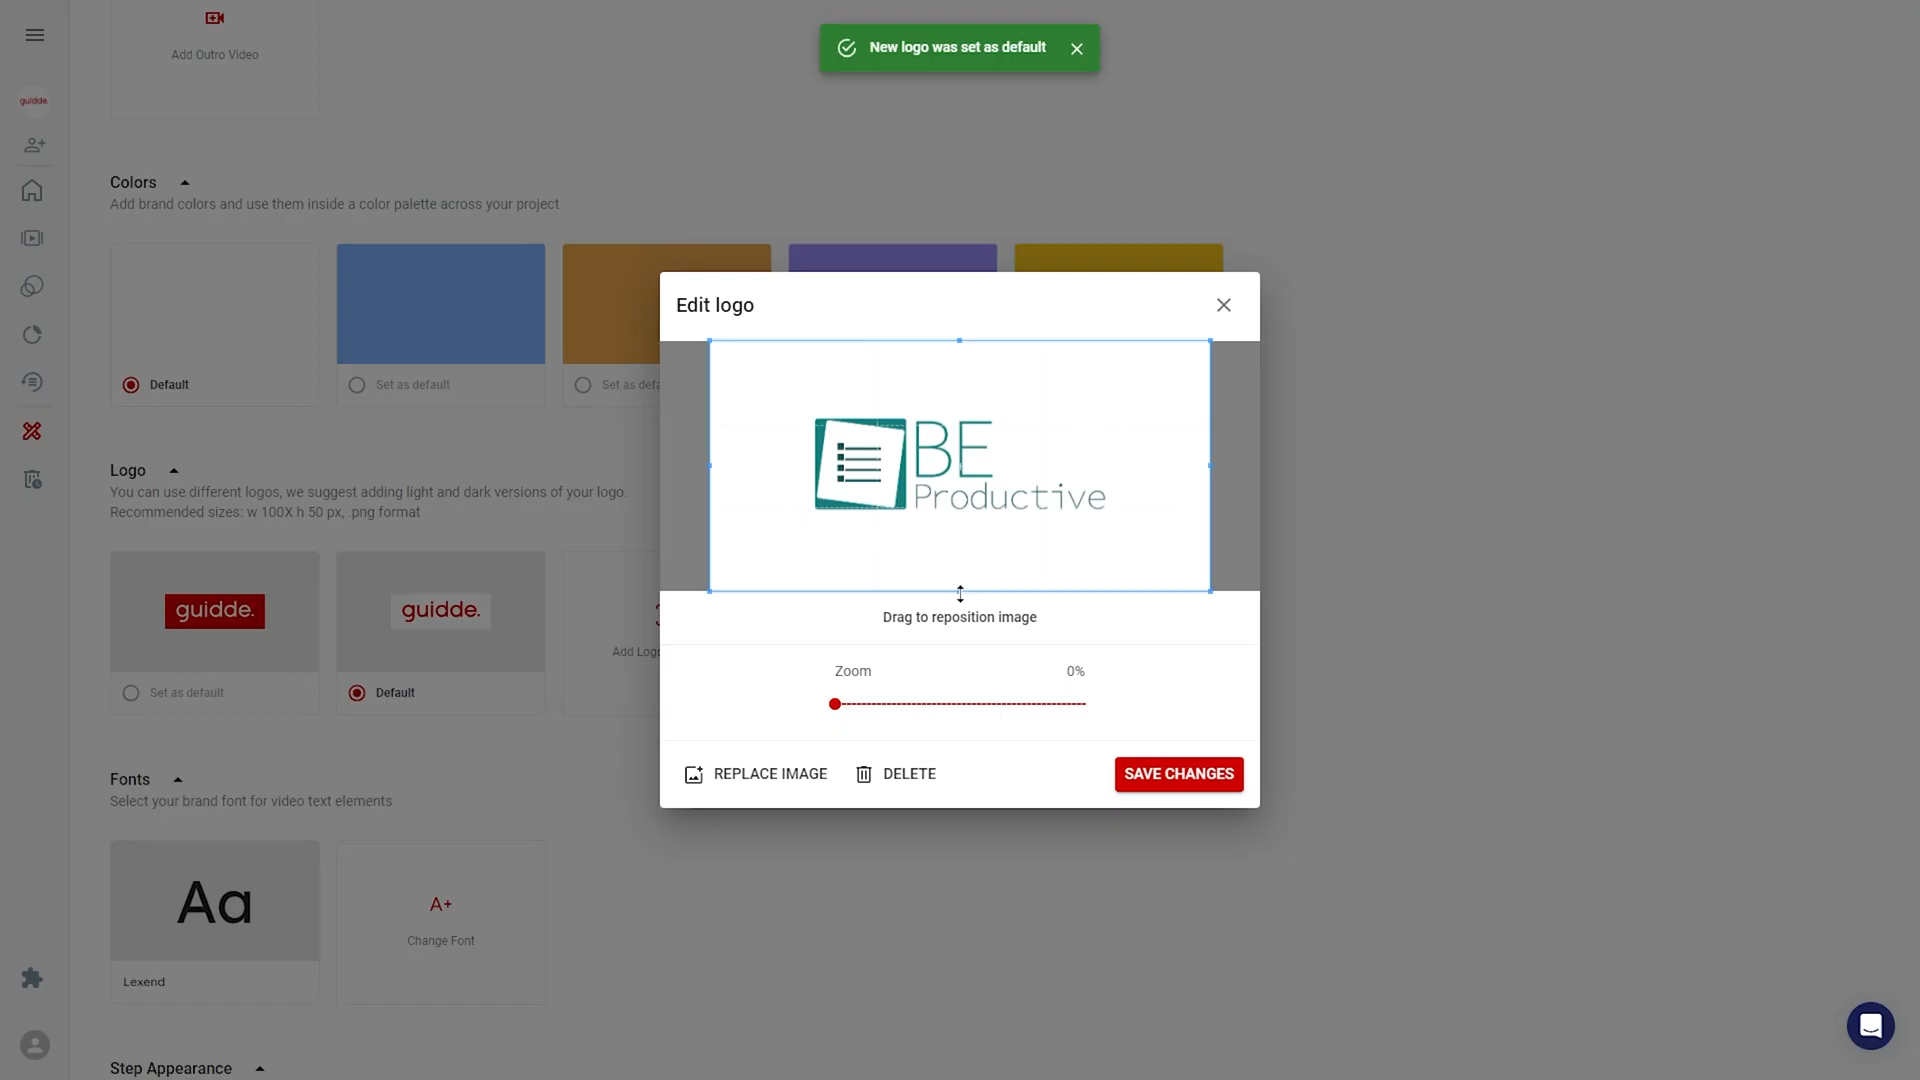 New logo was set as default
Add Outro Video
guidde.
Colors
Add brand colors and use them inside a color palette across your project
Default
Set as default
Set as defa
Logo
You can use different logos, we suggest adding light and dark versions of your logo.
Recommended sizes: w 100X h 50 px, .png format
guidde.
guidde.
Add Logo
Set as default
Default
Fonts
Select your brand font for video text elements
Aa
A+
Change Font
Lexend
Step Appearance
Edit logo
BE
Productive
Drag to reposition image
Zoom
0%
REPLACE IMAGE
DELETE
SAVE CHANGES